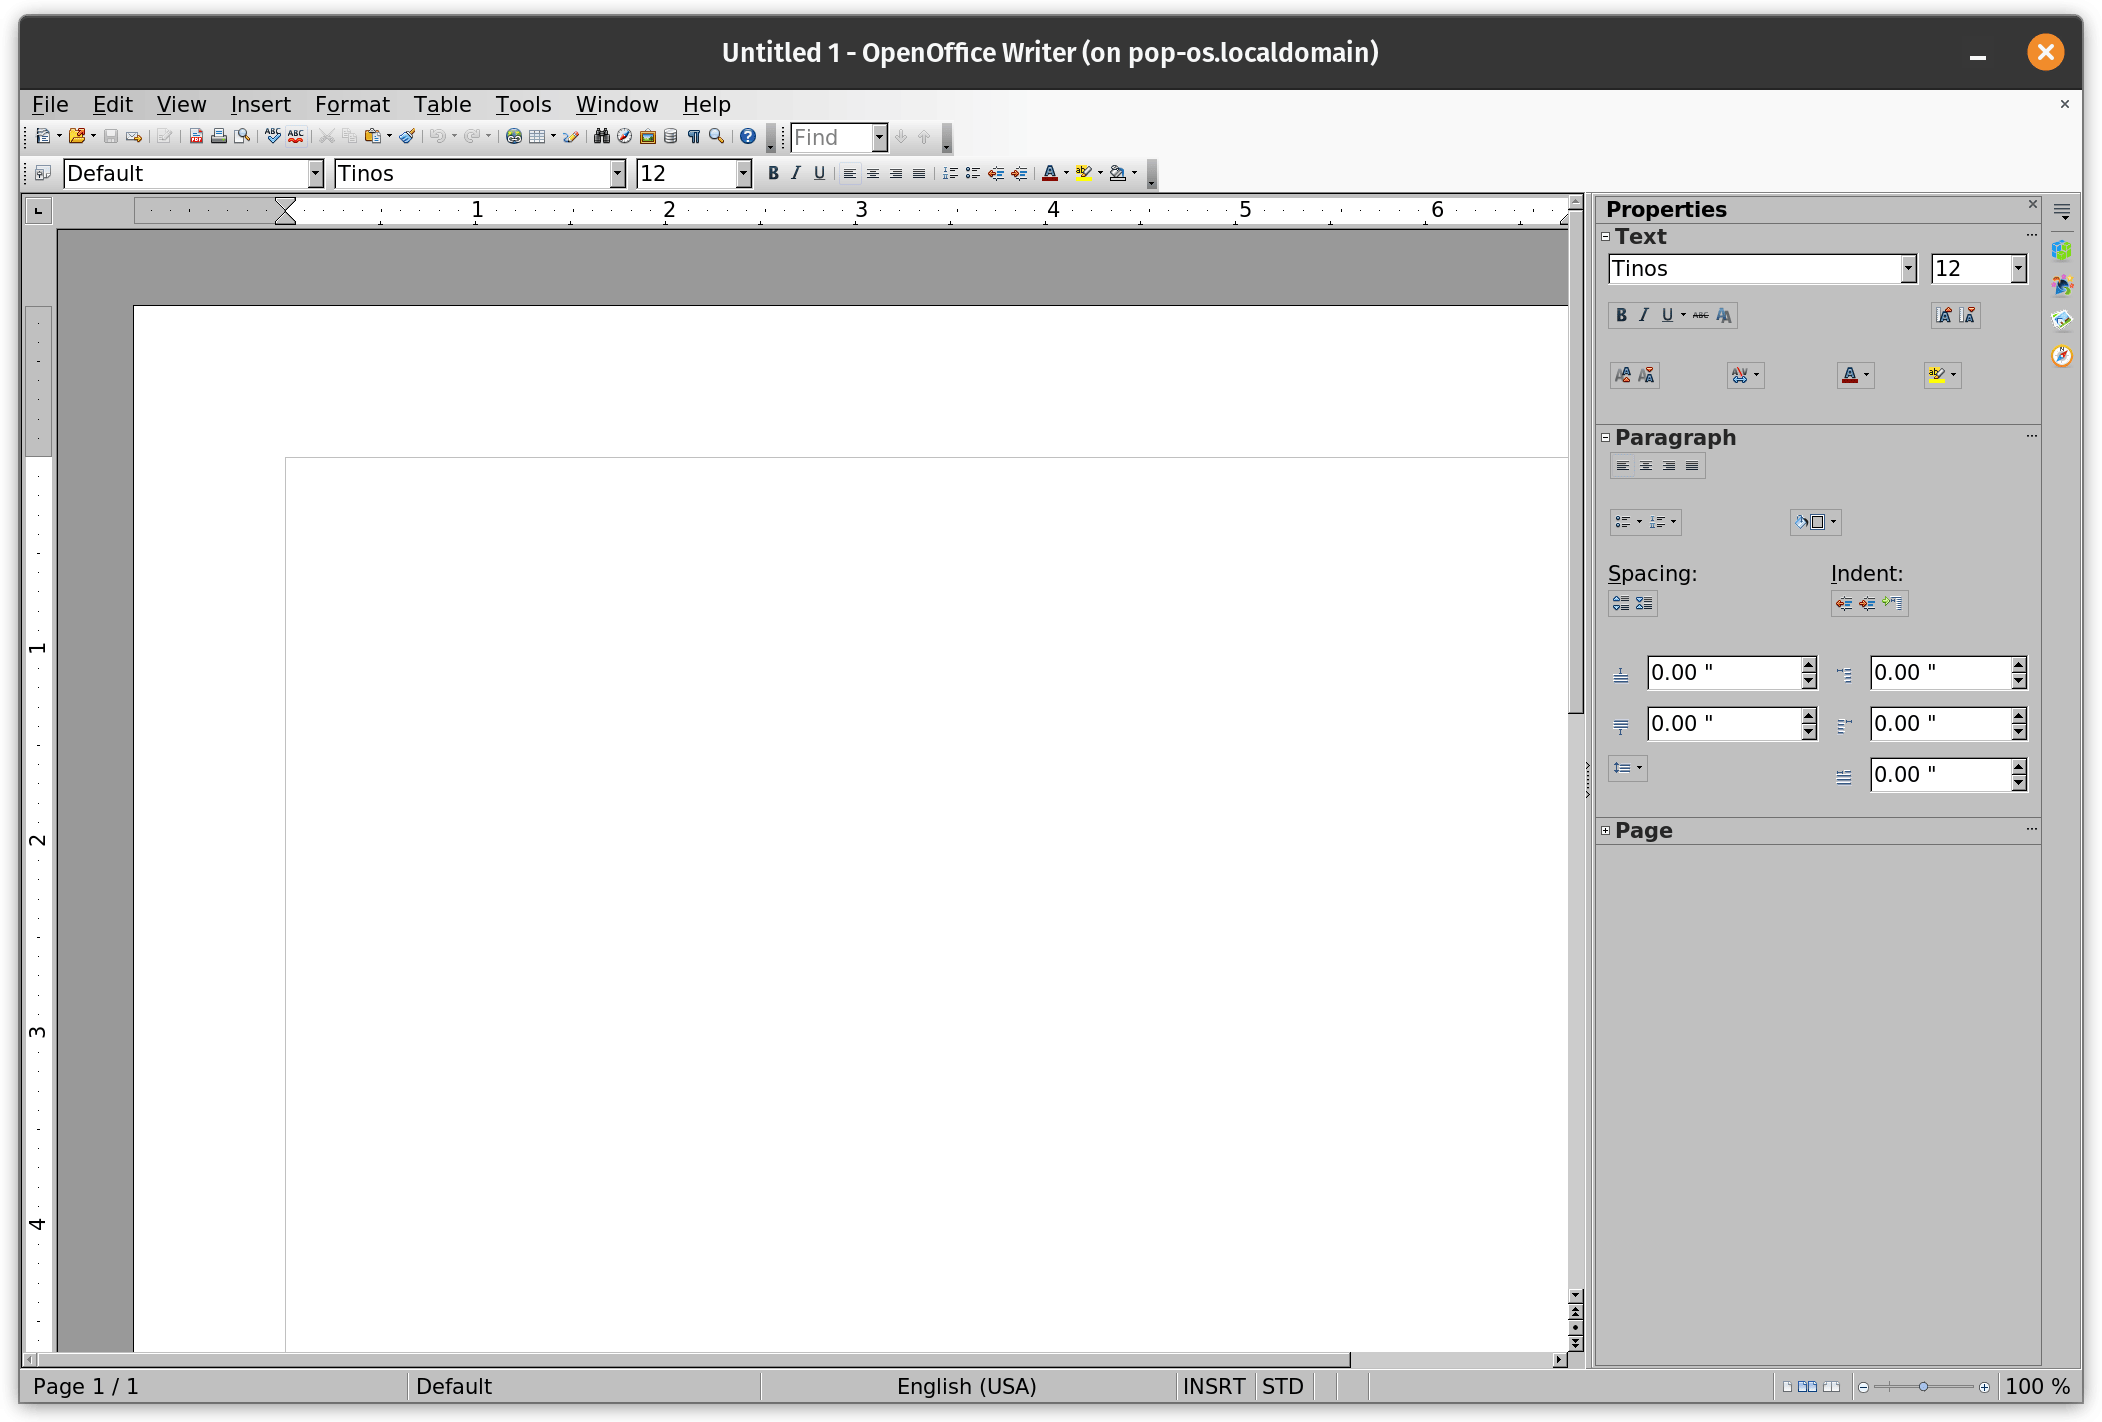 Untitled 1 - OpenOffice Writer (on pop-os.localdomain)
File Edit View Insert Format Table Tools Window Help
Find
Default Tinos 12
1 2 3 4 5 6
Properties
Text
Tinos 12
Paragraph
Spacing: Indent:
0.00 " 0.00 "
0.00 " 0.00 "
0.00 "
Page
1
2
3
4
Page 1 / 1 Default English (USA) INSRT STD 100 %